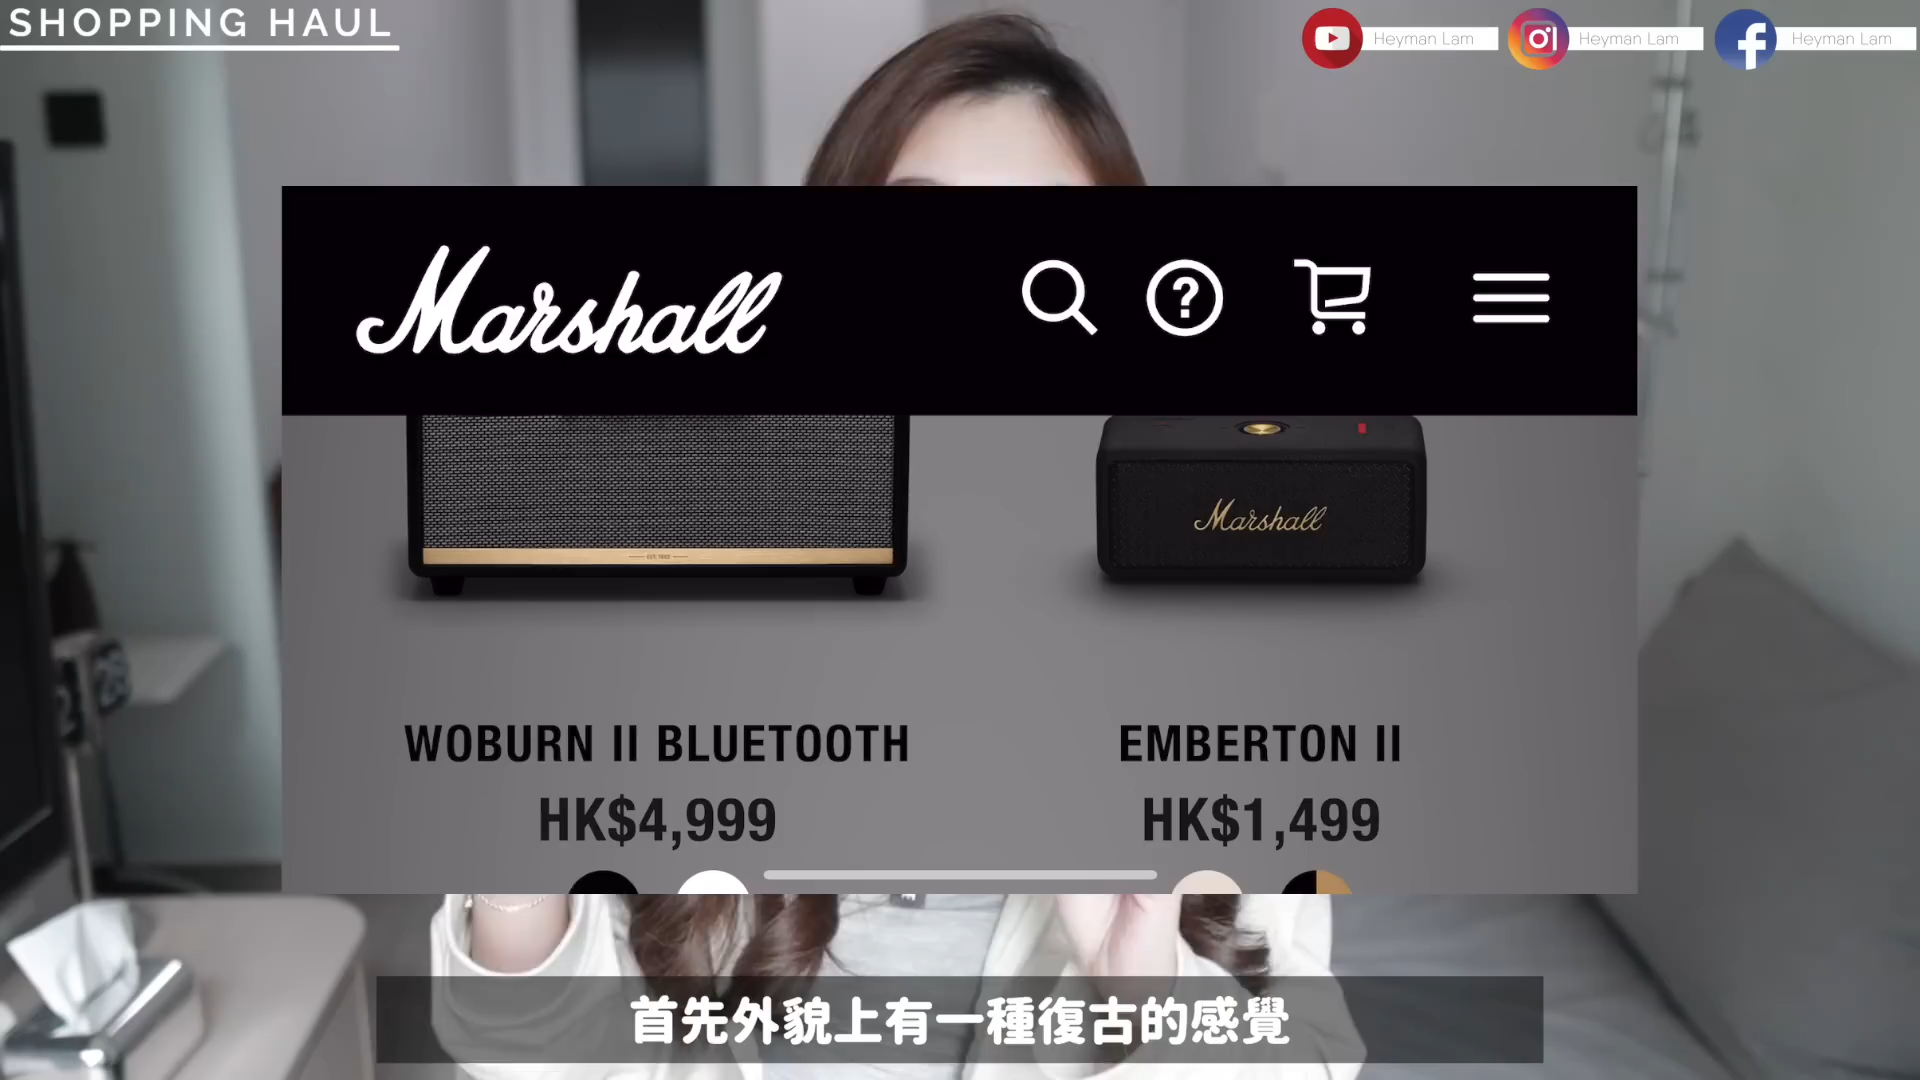 SHOPPING HAUL
Heyman Lam
Heyman Lam
Heyman Lam
Marshall
Marshall
WOBURN II BLUETOOTH
EMBERTON II
HK$4,999
HK$1,499
首先外貌上有一種復古的感覺